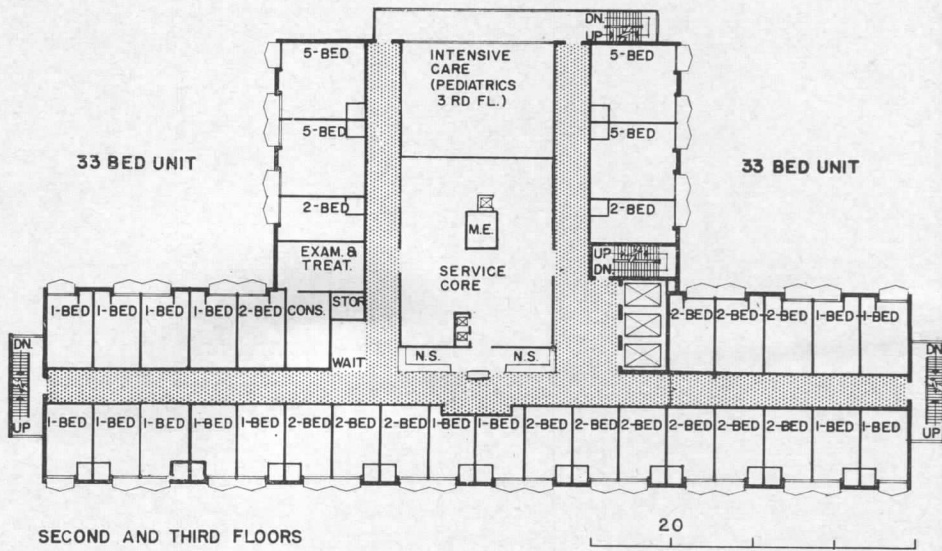 DN.
UP
5-BED
INTENSIVE
CARE
(PEDIATRICS
3 RD FL.)
5-BED
5-BED
5-BED
33 BED UNIT
33 BED UNIT
2-BED
2-BED
M.E.
EXAM. &
TREAT.
UP
DN.
SERVICE
CORE
1-BED
1-BED
1-BED
1-BED
2-BED
CONS.
STOR
2-BED
2-BED
2-BED
1-BED
1-BED
DN.
WAIT
N.S.
N.S.
DN.
UP
1-BED
1-BED
1-BED
1-BED
1-BED
2-BED
2-BED
2-BED
1-BED
1-BED
2-BED
2-BED
2-BED
2-BED
2-BED
2-BED
1-BED
1-BED
UP
SECOND AND THIRD FLOORS
20